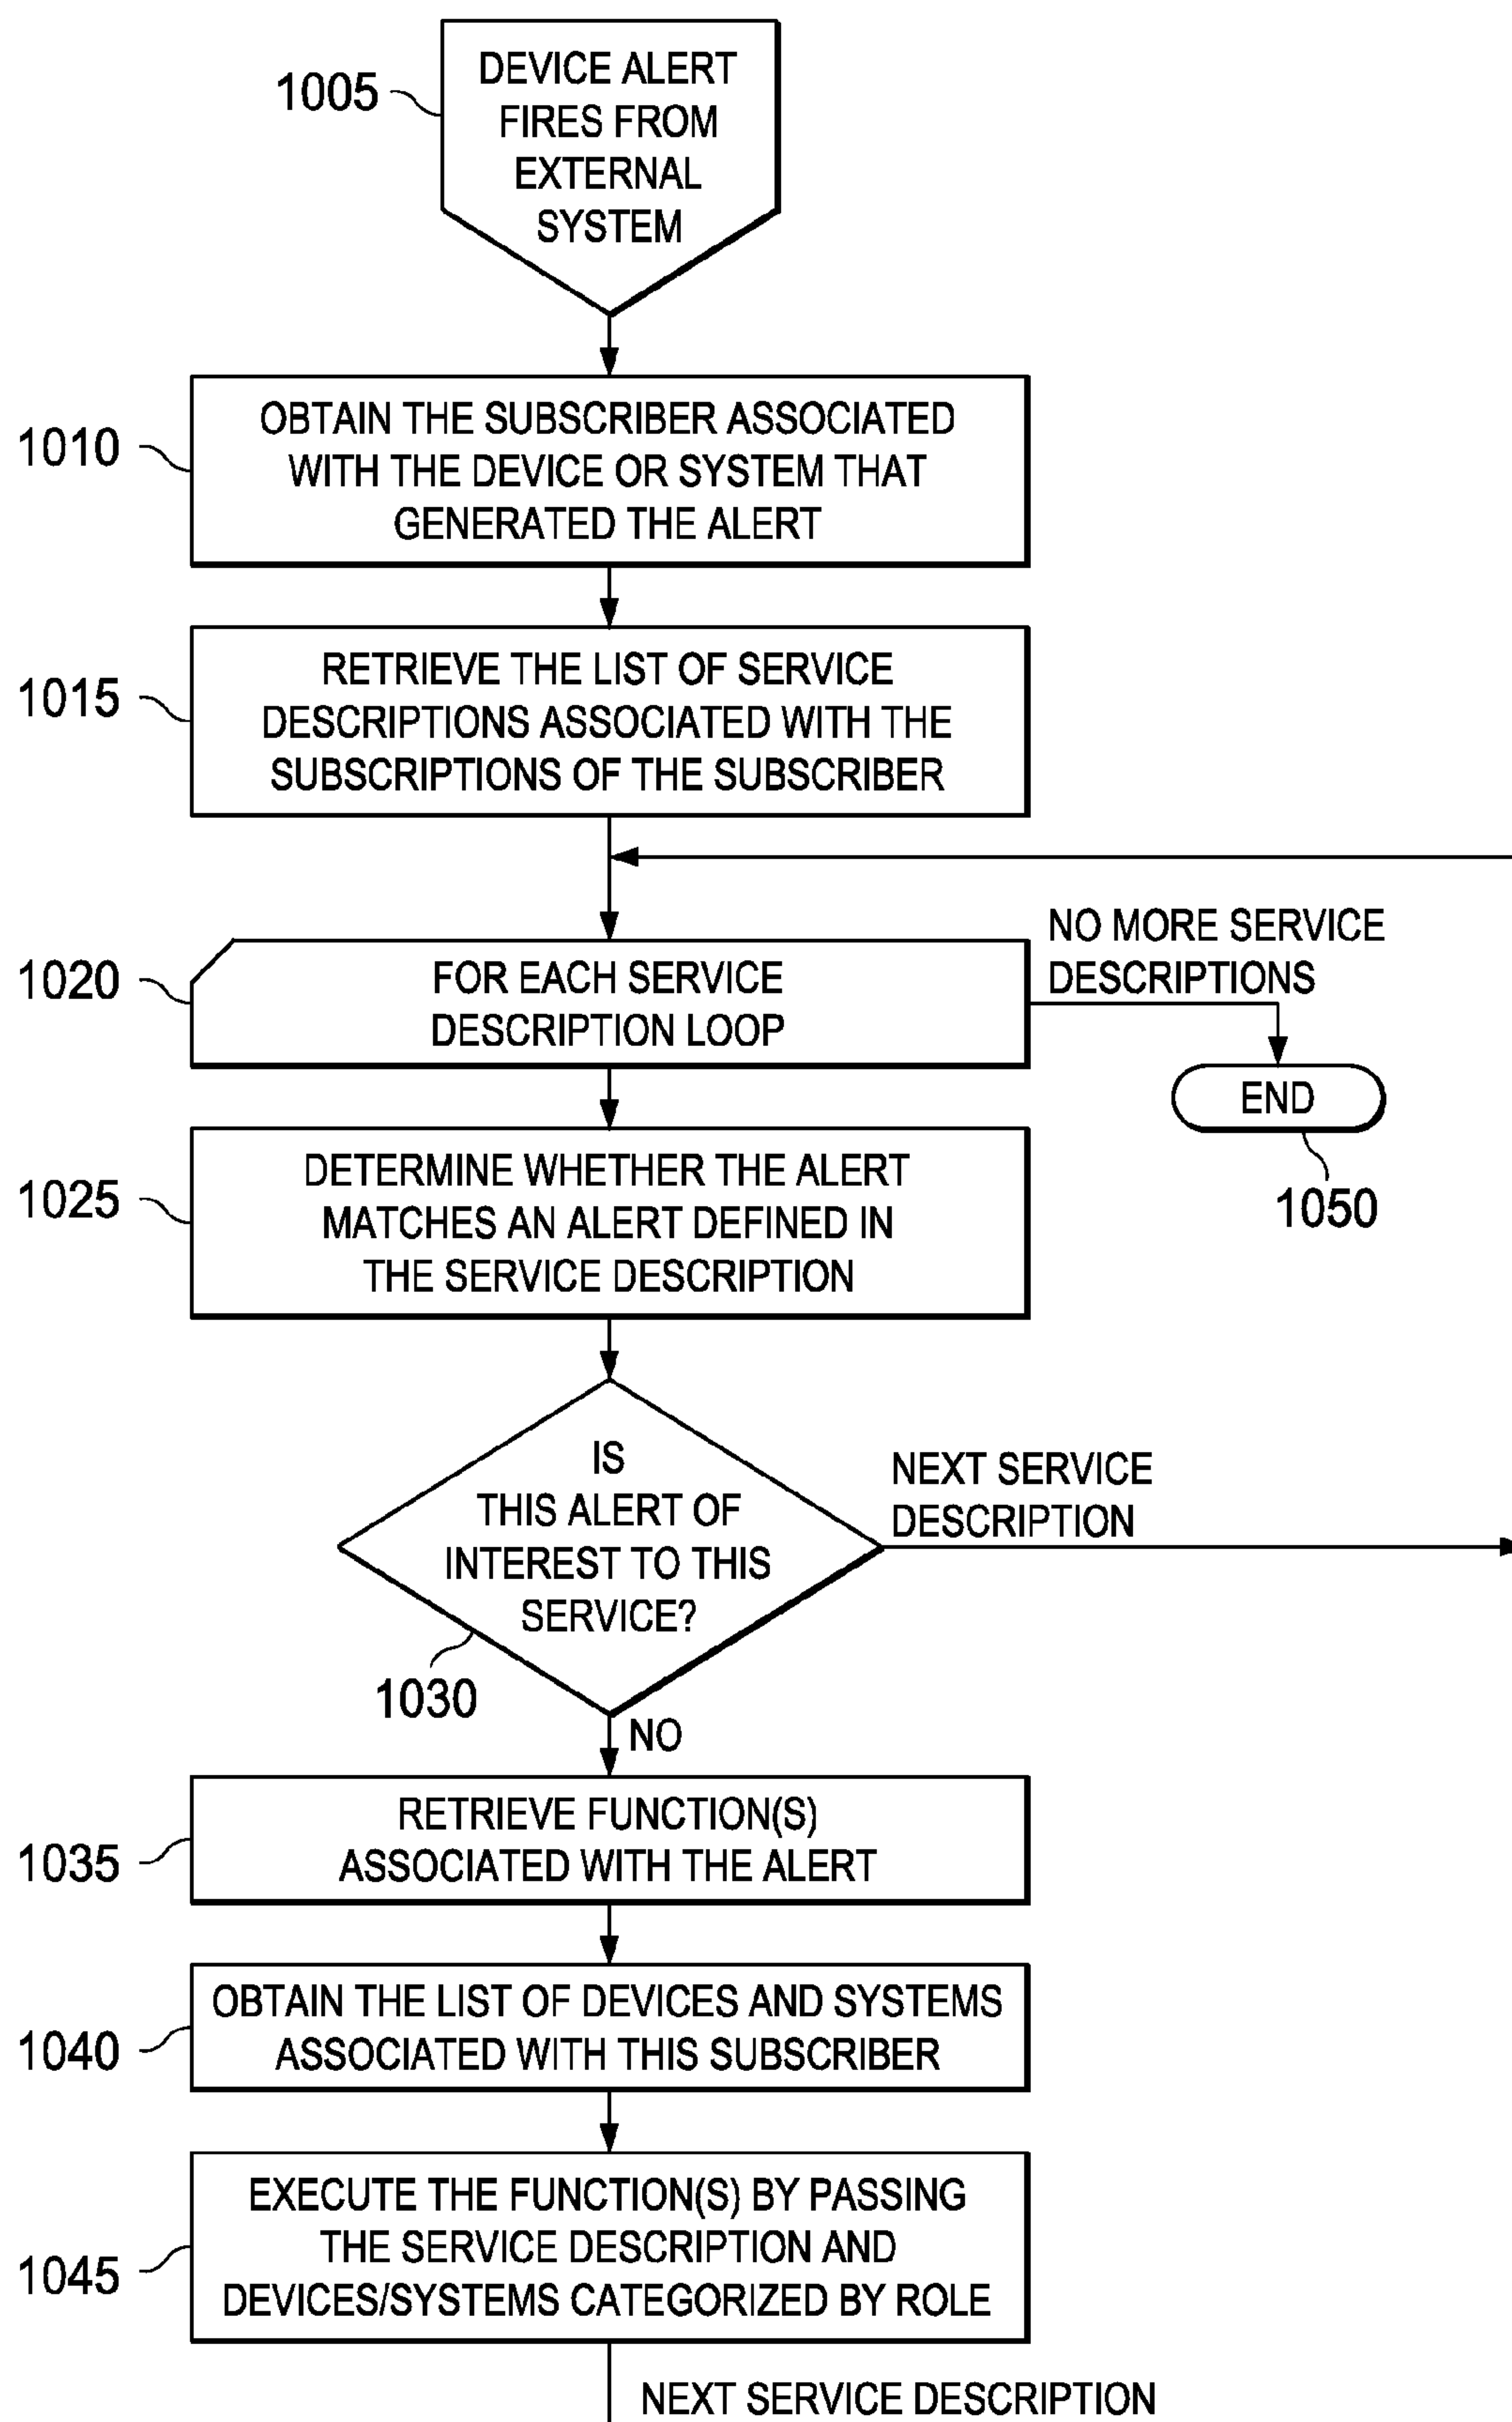 1005
DEVICE ALERT
FIRES FROM
EXTERNAL
SYSTEM
1010
OBTAIN THE SUBSCRIBER ASSOCIATED
WITH THE DEVICE OR SYSTEM THAT
GENERATED THE ALERT
1015
RETRIEVE THE LIST OF SERVICE
DESCRIPTIONS ASSOCIATED WITH THE
SUBSCRIPTIONS OF THE SUBSCRIBER
1020
FOR EACH SERVICE
DESCRIPTION LOOP
NO MORE SERVICE
DESCRIPTIONS
END
1050
1025
DETERMINE WHETHER THE ALERT
MATCHES AN ALERT DEFINED IN
THE SERVICE DESCRIPTION
IS
THIS ALERT OF
INTEREST TO THIS
SERVICE?
1030
NEXT SERVICE
DESCRIPTION
NO
1035
RETRIEVE FUNCTION(S)
ASSOCIATED WITH THE ALERT
1040
OBTAIN THE LIST OF DEVICES AND SYSTEMS
ASSOCIATED WITH THIS SUBSCRIBER
1045
EXECUTE THE FUNCTION(S) BY PASSING
THE SERVICE DESCRIPTION AND
DEVICES/SYSTEMS CATEGORIZED BY ROLE
NEXT SERVICE DESCRIPTION